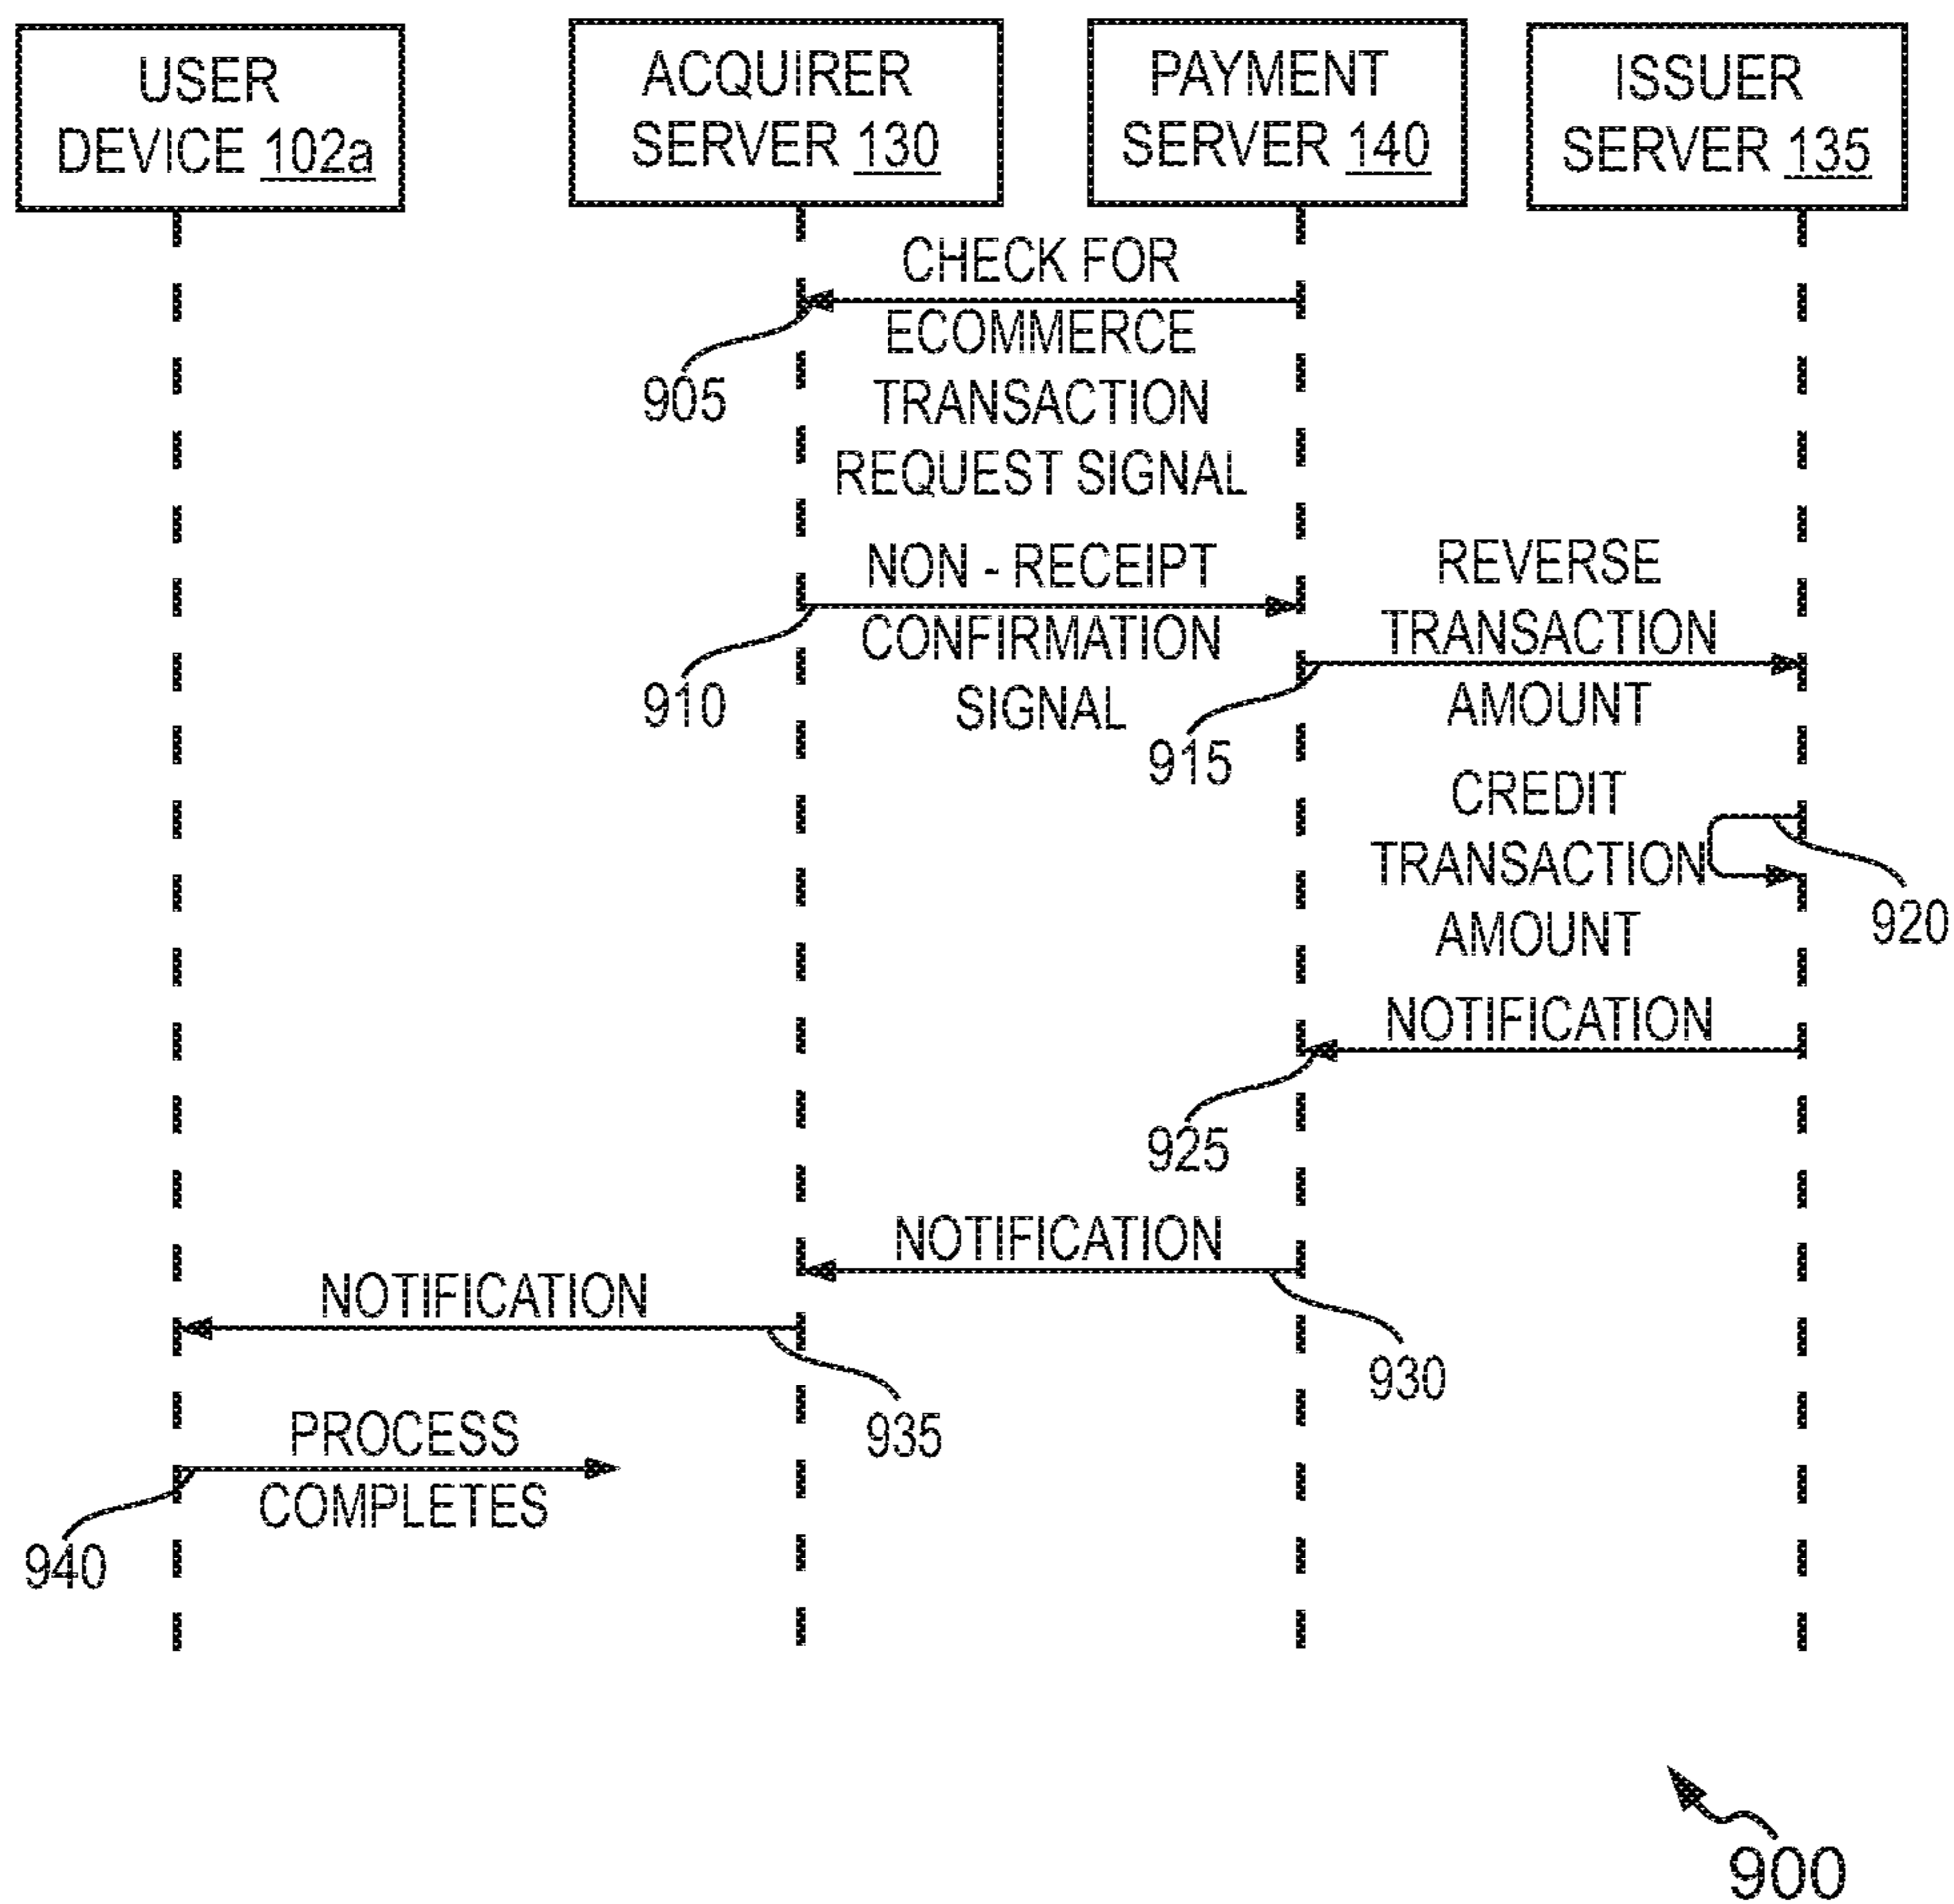 USER
DEVICE 102a
ACQUIRER
SERVER 130
PAYMENT
SERVER 140
ISSUER
SERVER 135
CHECK FOR
ECOMMERCE
TRANSACTION
REQUEST SIGNAL
905
NON - RECEIPT
CONFIRMATION
SIGNAL
910
REVERSE
TRANSACTION
AMOUNT
915
CREDIT
TRANSACTION
AMOUNT
920
NOTIFICATION
925
NOTIFICATION
930
NOTIFICATION
935
PROCESS
COMPLETES
940
900